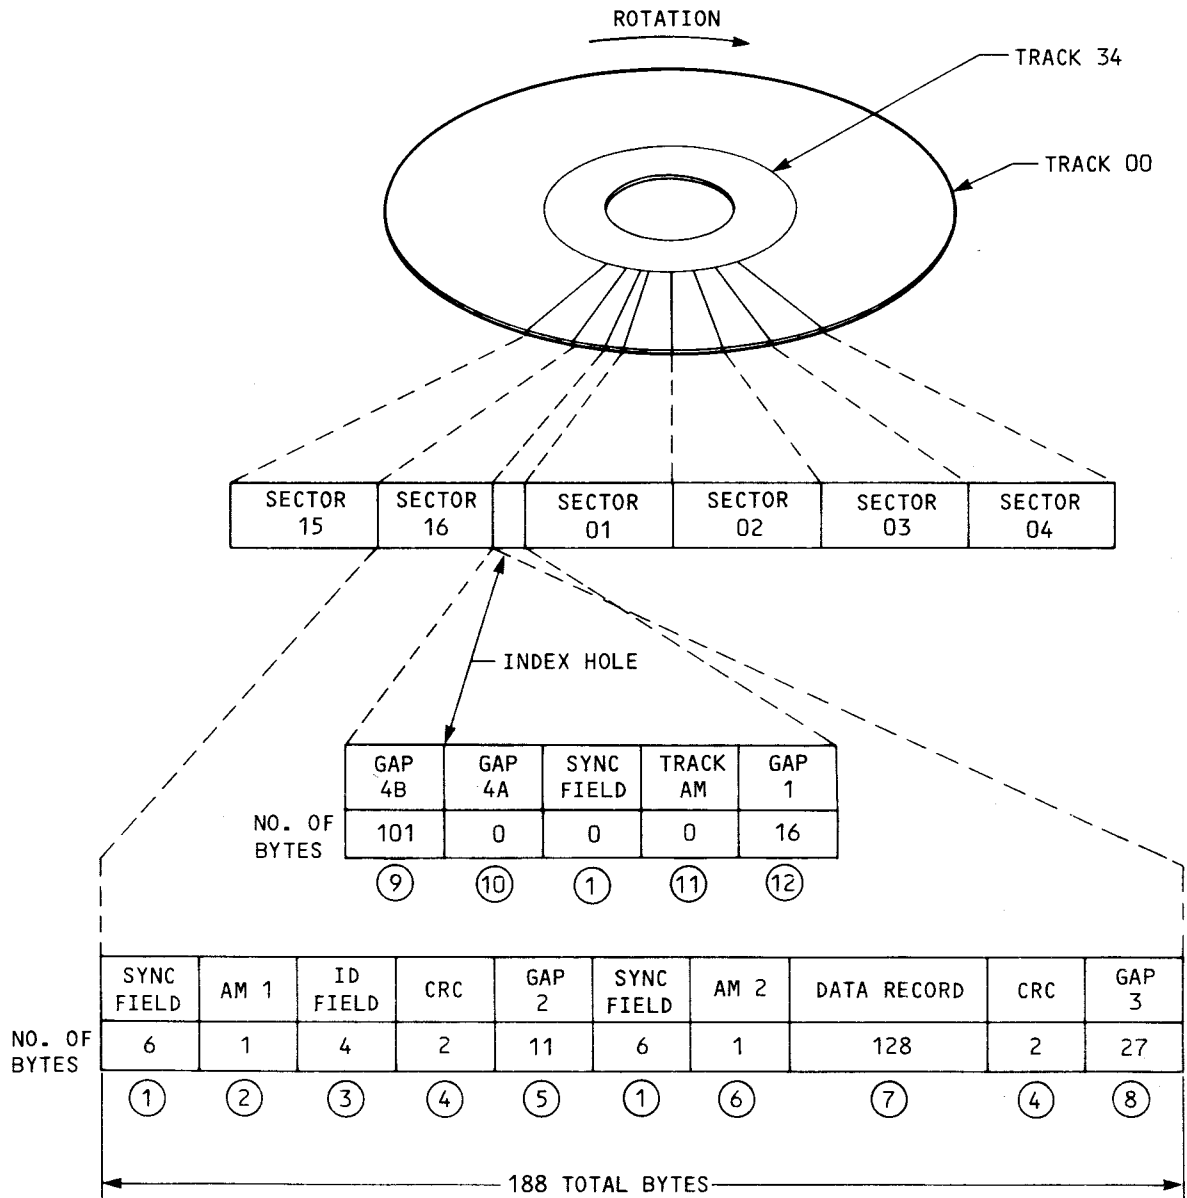 ROTATION
TRACK 34
TRACK 00
SECTOR 15
SECTOR 16
SECTOR 01
SECTOR 02
SECTOR 03
SECTOR 04
INDEX HOLE
GAP 4B
GAP 4A
SYNC FIELD
TRACK AM
GAP 1
NO. OF BYTES
101 0 0 0 16
9 10 1 11 12
SYNC FIELD
AM 1
ID FIELD
CRC
GAP 2
SYNC FIELD
AM 2
DATA RECORD
CRC
GAP 3
NO. OF BYTES
6 1 4 2 11 6 1 128 2 27
1 2 3 4 5 1 6 7 4 8
188 TOTAL BYTES